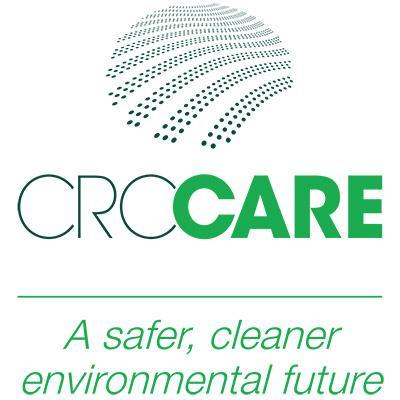 CRCCARE
A safer, cleaner
environmental future